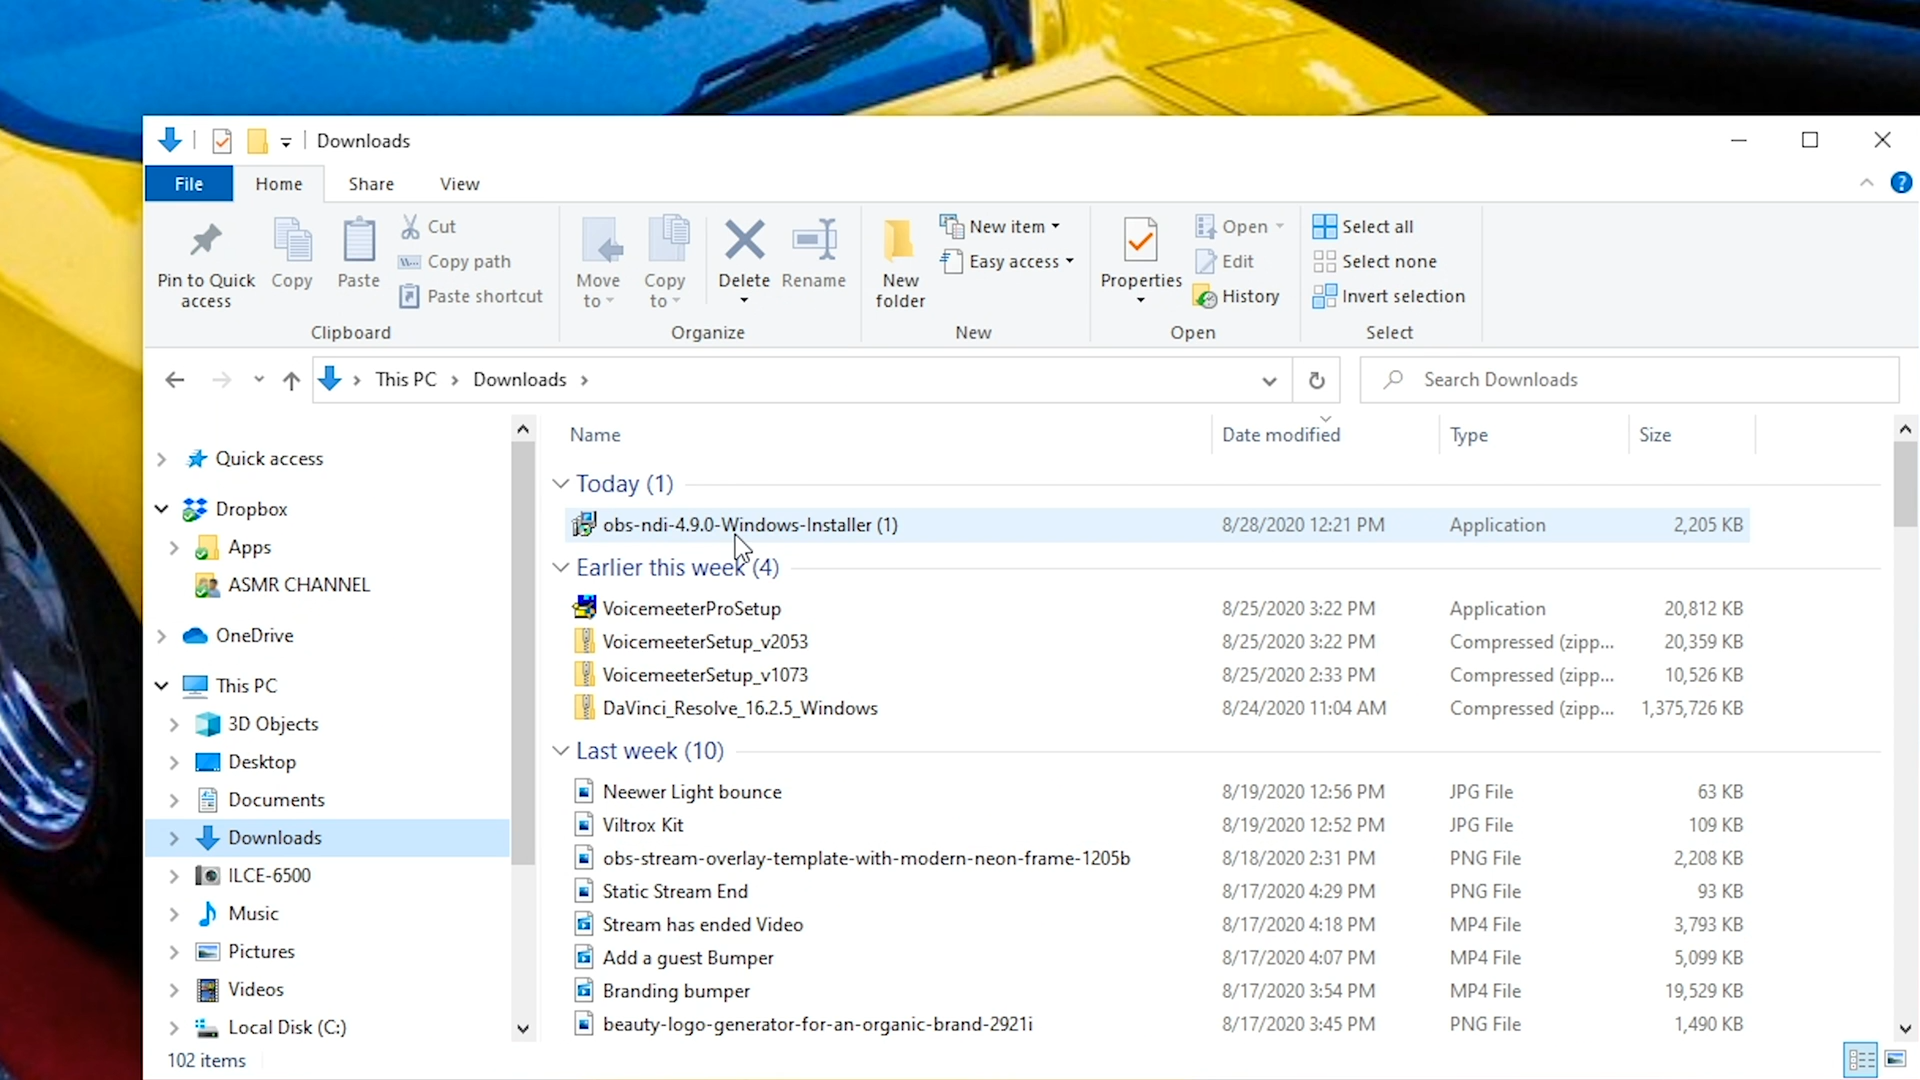 Downloads
File Home Share View
Pin to Quick access
Copy
Paste
Cut
Copy path
Paste shortcut
Clipboard
Move to
Copy to
Delete
Rename
Organize
New folder
New item
Easy access
New
Properties
Open
Edit
History
Open
Select all
Select none
Invert selection
Select
This PC > Downloads >
Search Downloads
Quick access
Dropbox
Apps
ASMR CHANNEL
OneDrive
This PC
3D Objects
Desktop
Documents
Downloads
ILCE-6500
Music
Pictures
Videos
Local Disk (C:)
Name Date modified Type Size
Today (1)
obs-ndi-4.9.0-Windows-Installer (1) 8/28/2020 12:21 PM Application 2,205 KB
Earlier this week (4)
VoicemeeterProSetup 8/25/2020 3:22 PM Application 20,812 KB
VoicemeeterSetup_v2053 8/25/2020 3:22 PM Compressed (zipp... 20,359 KB
VoicemeeterSetup_v1073 8/25/2020 2:33 PM Compressed (zipp... 10,526 KB
DaVinci_Resolve_16.2.5_Windows 8/24/2020 11:04 AM Compressed (zipp... 1,375,726 KB
Last week (10)
Neewer Light bounce 8/19/2020 12:56 PM JPG File 63 KB
Viltrox Kit 8/19/2020 12:52 PM JPG File 109 KB
obs-stream-overlay-template-with-modern-neon-frame-1205b 8/18/2020 2:31 PM PNG File 2,208 KB
Static Stream End 8/17/2020 4:29 PM PNG File 93 KB
Stream has ended Video 8/17/2020 4:18 PM MP4 File 3,793 KB
Add a guest Bumper 8/17/2020 4:07 PM MP4 File 5,099 KB
Branding bumper 8/17/2020 3:54 PM MP4 File 19,529 KB
beauty-logo-generator-for-an-organic-brand-2921i 8/17/2020 3:45 PM PNG File 1,490 KB
102 items